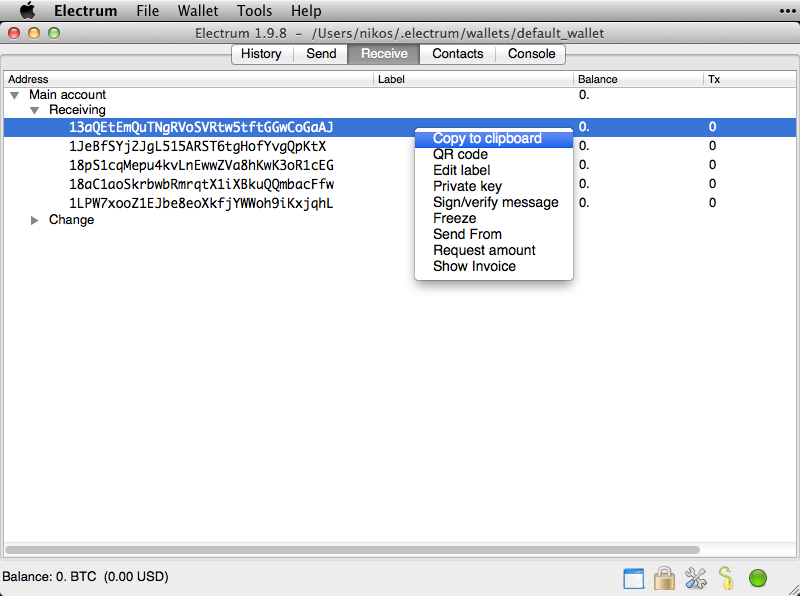 Electrum File Wallet Tools Help
Electrum 1.9.8 – /Users/nikos/.electrum/wallets/default_wallet
History Send Receive Contacts Console
Address Label Balance Tx
Main account 0.
Receiving
13aQEtEmQuTNgRVoSVRtw5tftGGwCoGaAJ 0. 0
Copy to clipboard
1JeBfSYj2JgL515ARST6tgHofYvgQpKtX 0. 0
QR code
18pS1cqMepu4kvLnEwwZVa8hKwK3oR1cEG 0. 0
Edit label
18aC1aoSkrbwbRmrqtX1iXBkuQQmbacFfw 0. 0
Private key
1LPW7xooZ1EJbe8eoXkfjYWWoh9iKxjqhL 0. 0
Sign/verify message
Change
Freeze
Send From
Request amount
Show Invoice
Balance: 0. BTC (0.00 USD)